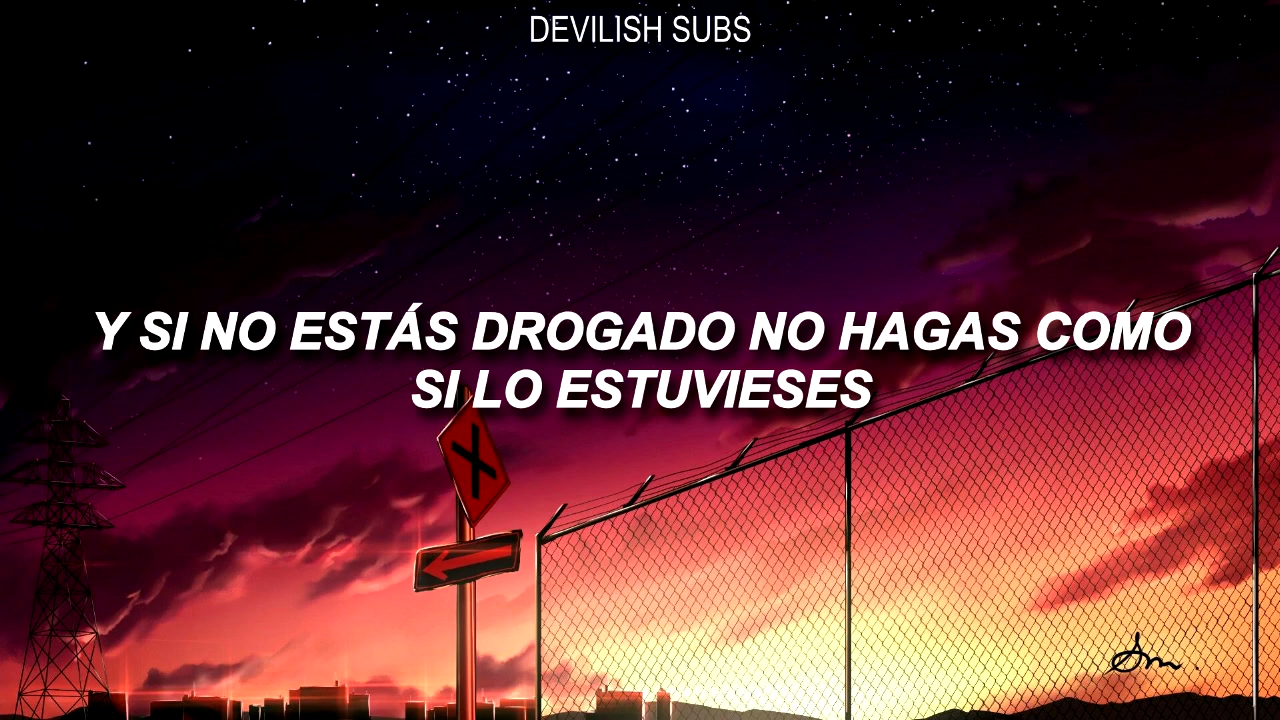 DEVILISH SUBS
Y SI NO ESTÁS DROGADO NO HAGAS COMO
SI LO ESTUVIESES